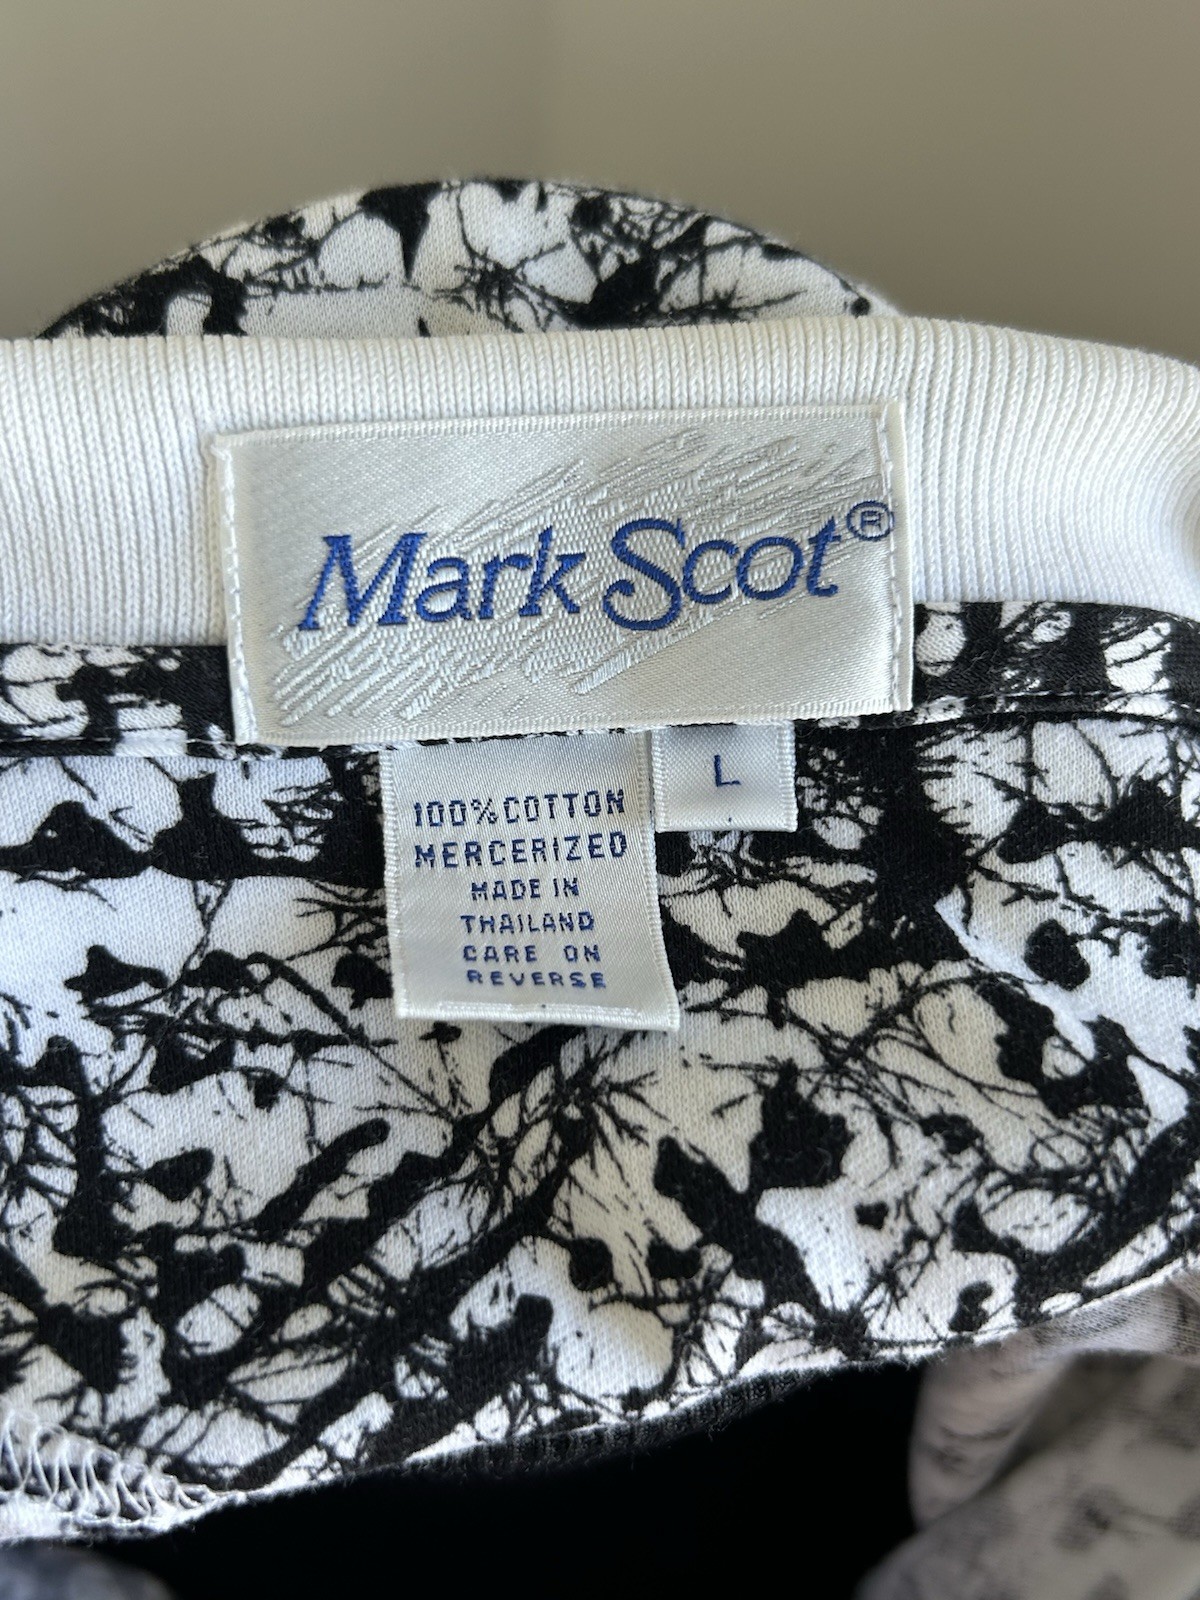 Mark Scot®
L
100% COTTON
MERCERIZED
MADE IN
THAILAND
CARE ON
REVERSE